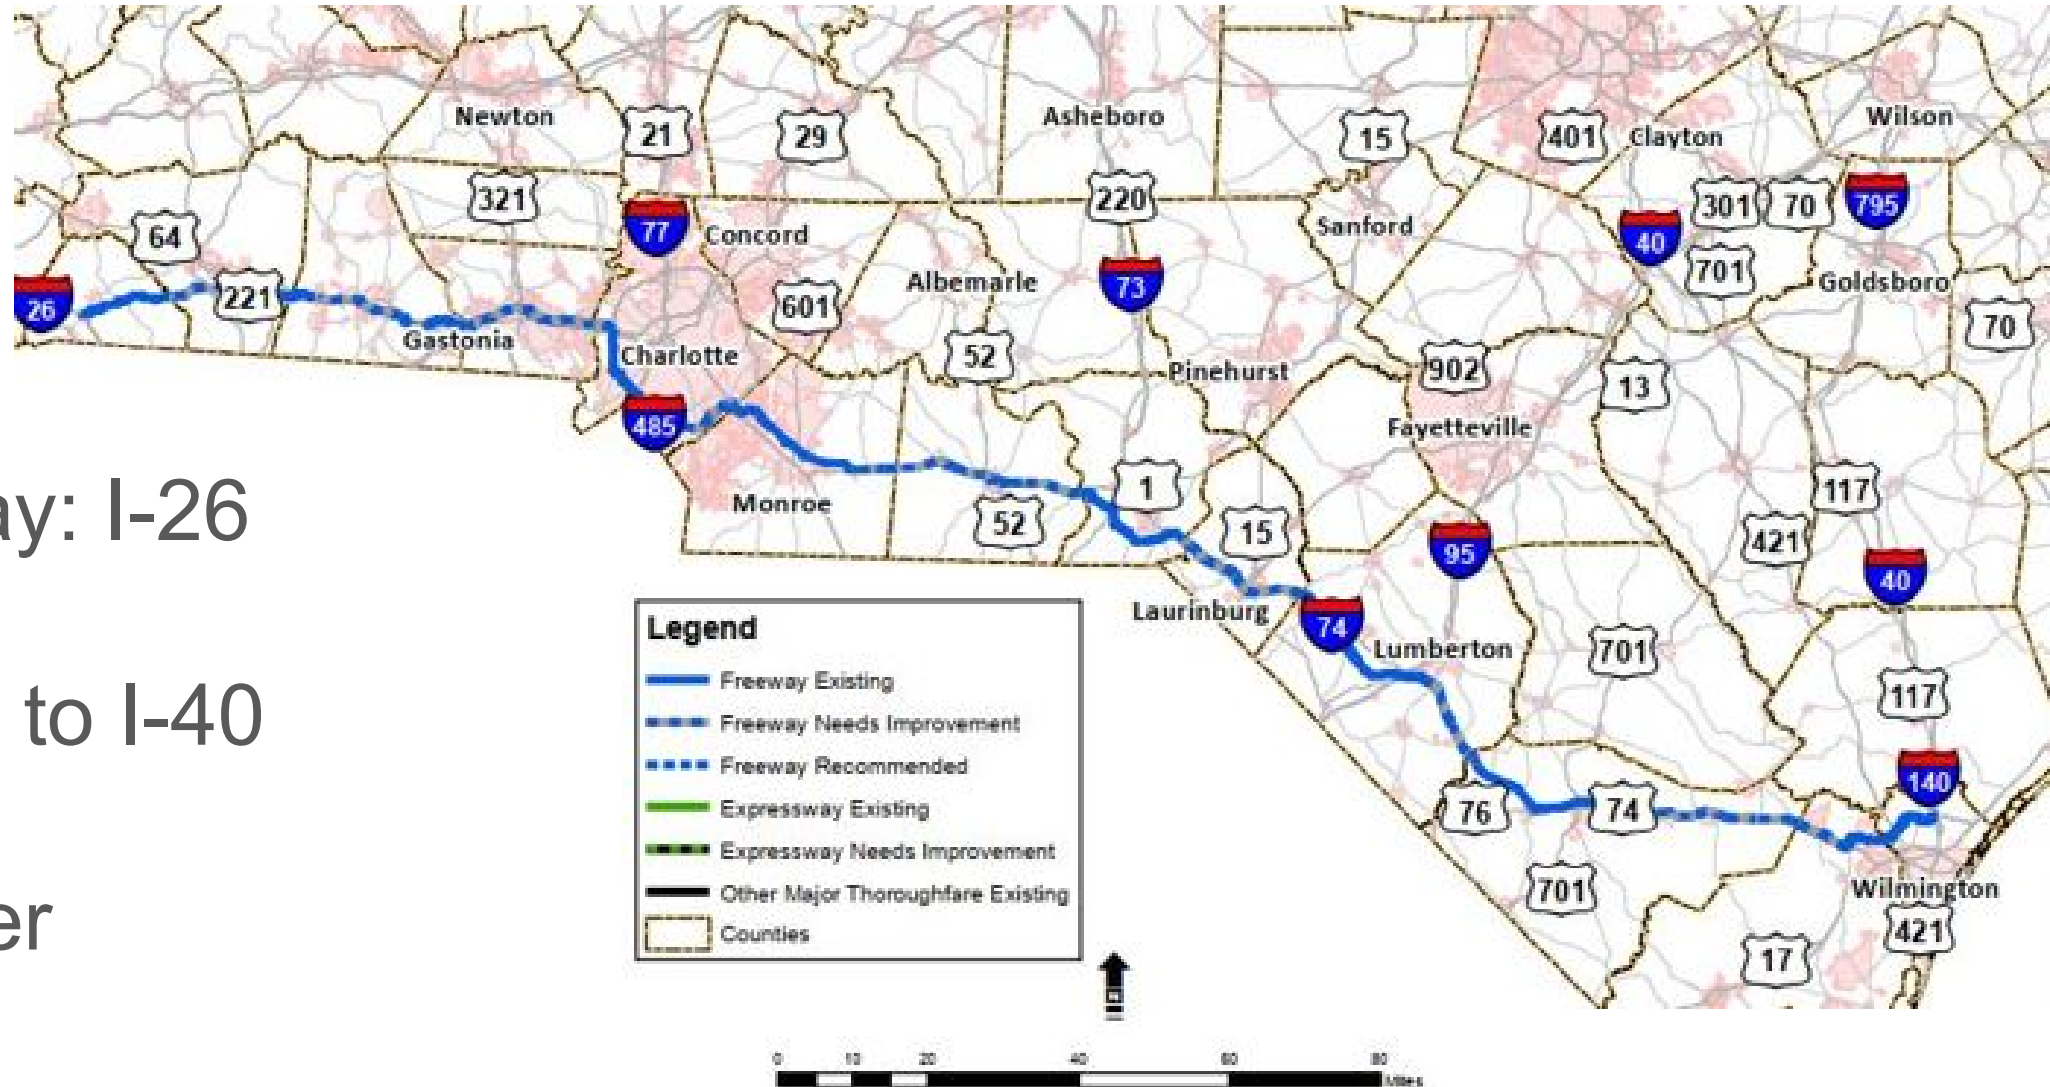 Newton
21
29
Asheboro
15
401
Clayton
Wilson
321
220
301
70
795
64
77
Concord
Sanford
40
701
26
221
601
Albemarle
73
Goldsboro
70
Gastonia
Charlotte
52
Pinehurst
902
13
485
Fayetteville
ay: I-26
Monroe
52
1
15
95
421
117
40
Laurinburg
74
Lumberton
701
117
to I-40
140
76
74
701
Wilmington
421
er
17
Legend
Freeway Existing
Freeway Needs Improvement
Freeway Recommended
Expressway Existing
Expressway Needs Improvement
Other Major Thoroughfare Existing
Counties
0 10 20 40 60 80
Miles